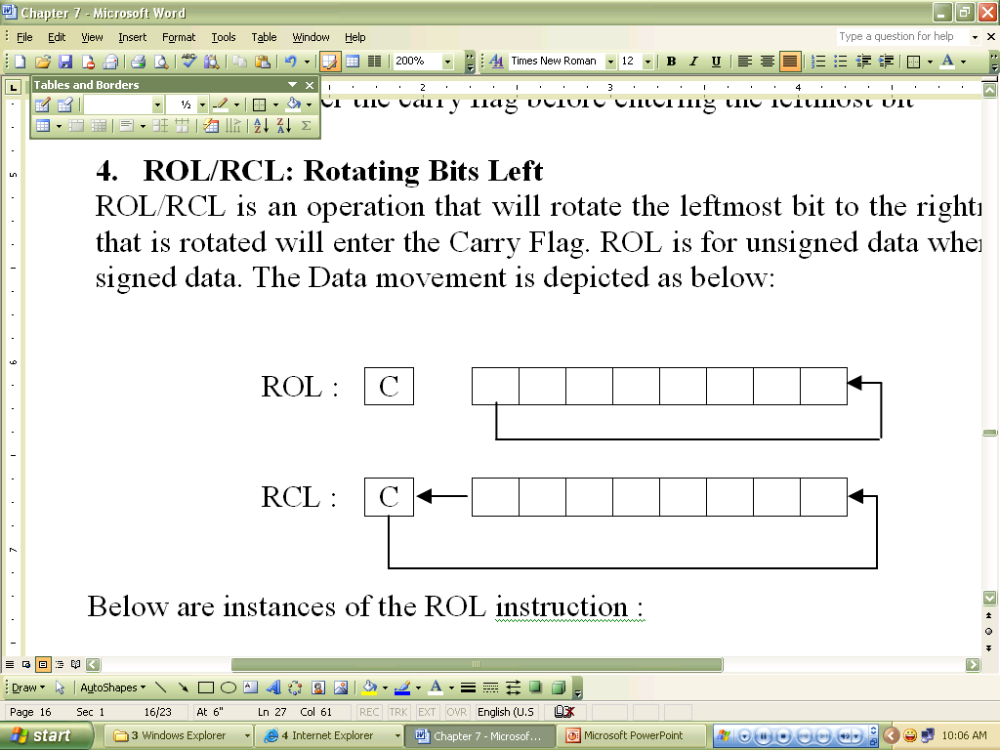 Chapter 7 - Microsoft Word
File Edit View Insert Format Tools Table Window Help Type a question for help
200% Times New Roman 12 B I U A
Tables and Borders
½
2 3 4
er the carry flag before entering the leftmost bit
4. ROL/RCL: Rotating Bits Left
ROL/RCL is an operation that will rotate the leftmost bit to the rightr
that is rotated will enter the Carry Flag. ROL is for unsigned data wher
signed data. The Data movement is depicted as below:
ROL : C
RCL : C
Below are instances of the ROL instruction :
Draw AutoShapes A
Page 16 Sec 1 16/23 At 6" Ln 27 Col 61 REC TRK EXT OVR English (U.S
start 3 Windows Explorer 4 Internet Explorer Chapter 7 - Microsof... Microsoft PowerPoint 10:06 AM